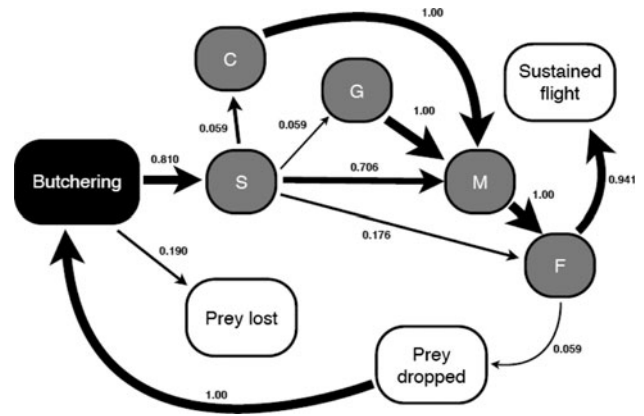 1.00
C
Sustained
flight
G
0.059
0.059
1.00
Butchering
0.810
S
0.706
M
1.00
0.941
0.190
0.176
F
Prey lost
Prey
dropped
0.059
1.00